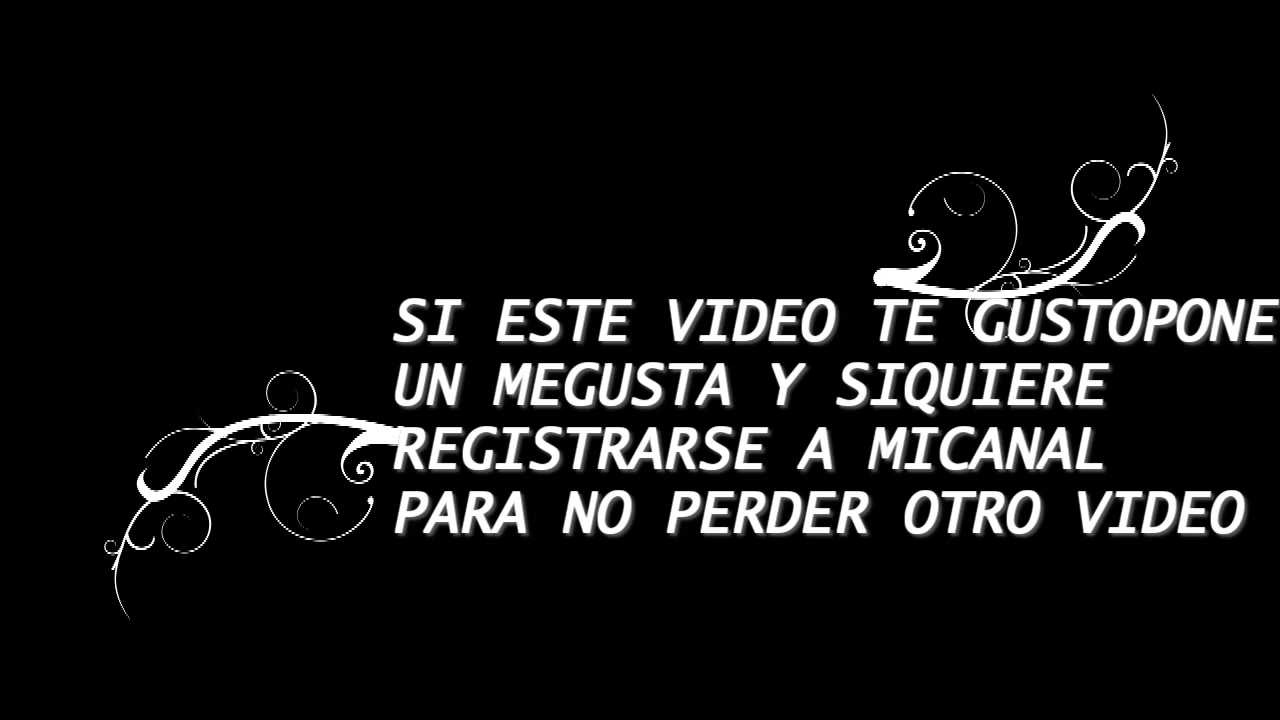 SI ESTE VIDEO TE GUSTOPONE
UN MEGUSTA Y SIQUIERE
REGISTRARSE A MICANAL
PARA NO PERDER OTRO VIDEO